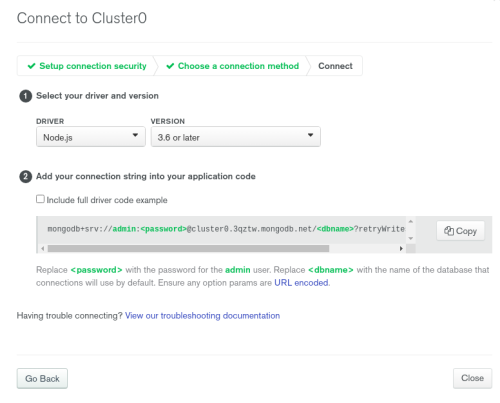 Connect to Cluster0
✔ Setup connection security ✔ Choose a connection method Connect
1 Select your driver and version
DRIVER VERSION
Node.js 3.6 or later
2 Add your connection string into your application code
Include full driver code example
mongodb+srv://admin:<password>@cluster0.3qztw.mongodb.net/<dbname>?retryWrite
Copy
Replace <password> with the password for the admin user. Replace <dbname> with the name of the database that
connections will use by default. Ensure any option params are URL encoded.
Having trouble connecting? View our troubleshooting documentation
Go Back Close